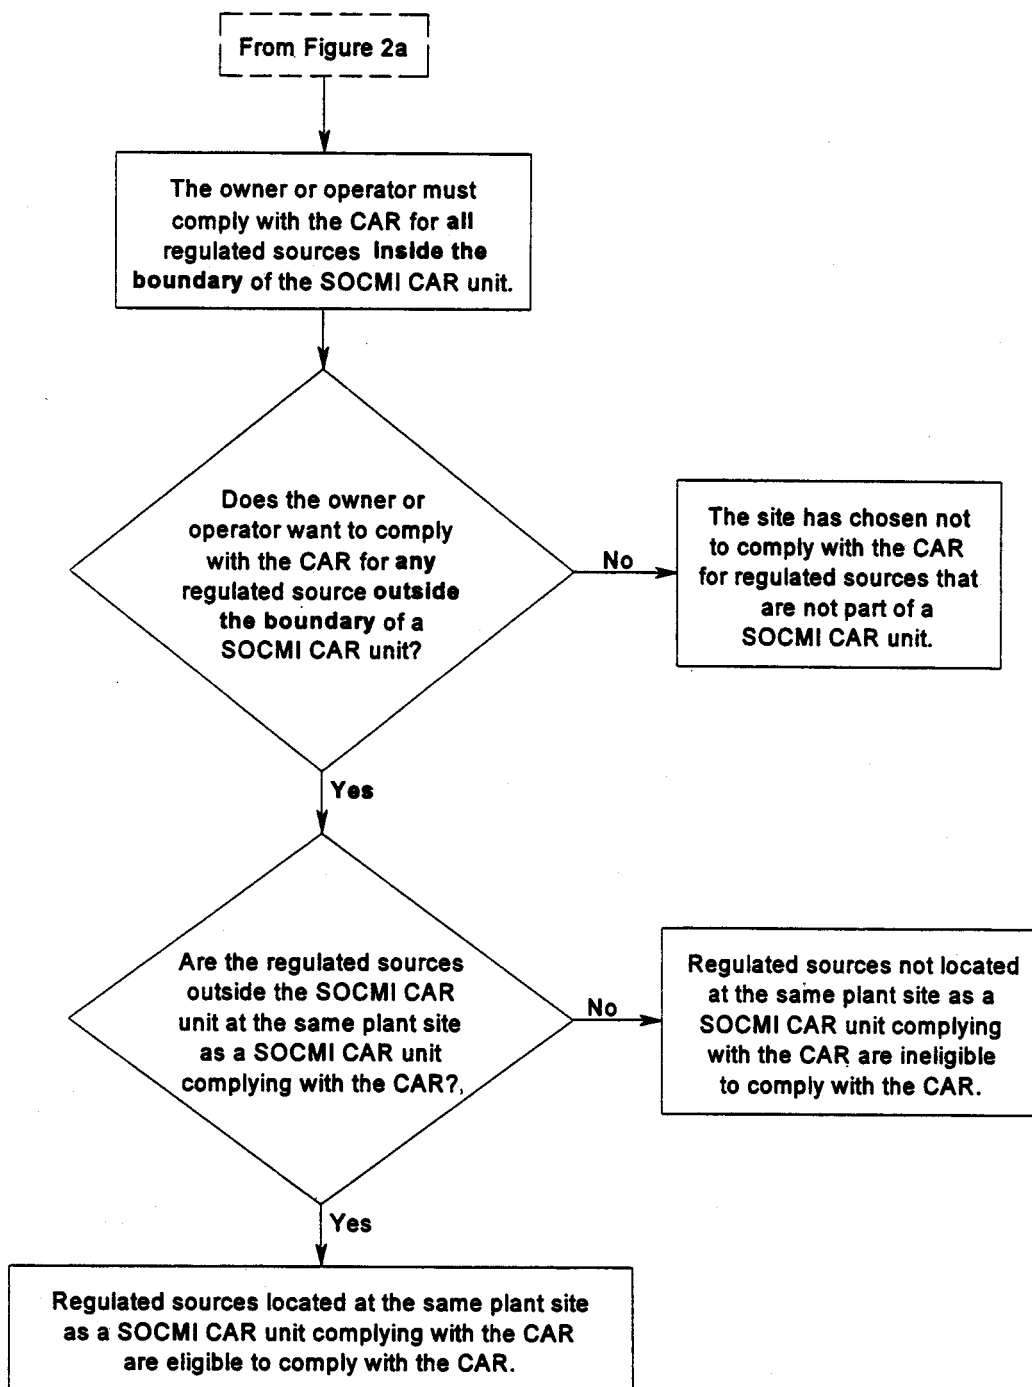 From Figure 2a
The owner or operator must
comply with the CAR for all
regulated sources inside the
boundary of the SOCMI CAR unit.
Does the owner or
operator want to comply
with the CAR for any
regulated source outside
the boundary of a
SOCMI CAR unit?
No
The site has chosen not
to comply with the CAR
for regulated sources that
are not part of a
SOCMI CAR unit.
Yes
Are the regulated sources
outside the SOCMI CAR
unit at the same plant site
as a SOCMI CAR unit
complying with the CAR?,
No
Regulated sources not located
at the same plant site as a
SOCMI CAR unit complying
with the CAR are ineligible
to comply with the CAR.
Yes
Regulated sources located at the same plant site
as a SOCMI CAR unit complying with the CAR
are eligible to comply with the CAR.